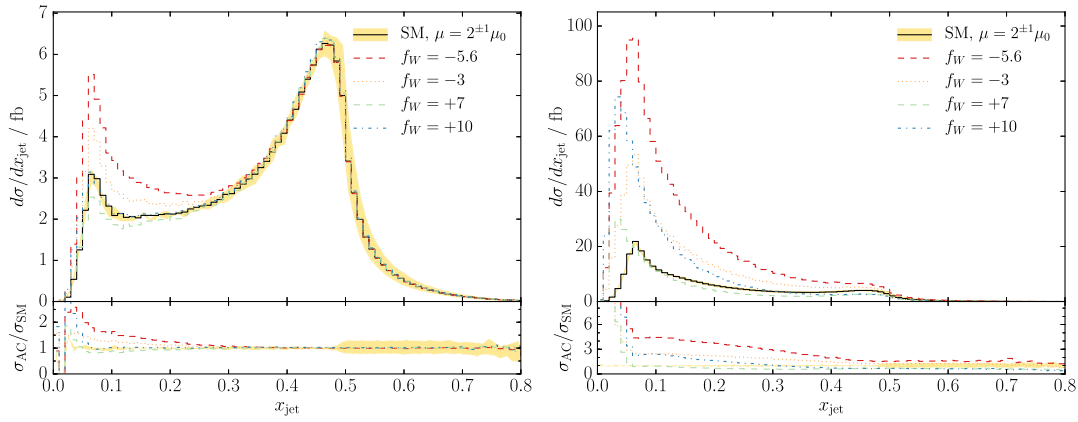 7
6
5
4
3
2
1
0
dσ/dx_jet / fb
SM, μ = 2^{±1}μ_0
f_W = −5.6
f_W = −3
f_W = +7
f_W = +10
2
1
0
σ_AC/σ_SM
0.0 0.1 0.2 0.3 0.4 0.5 0.6 0.7 0.8
x_jet
100
80
60
40
20
0
dσ/dx_jet / fb
SM, μ = 2^{±1}μ_0
f_W = −5.6
f_W = −3
f_W = +7
f_W = +10
6
3
0
σ_AC/σ_SM
0.0 0.1 0.2 0.3 0.4 0.5 0.6 0.7 0.8
x_jet